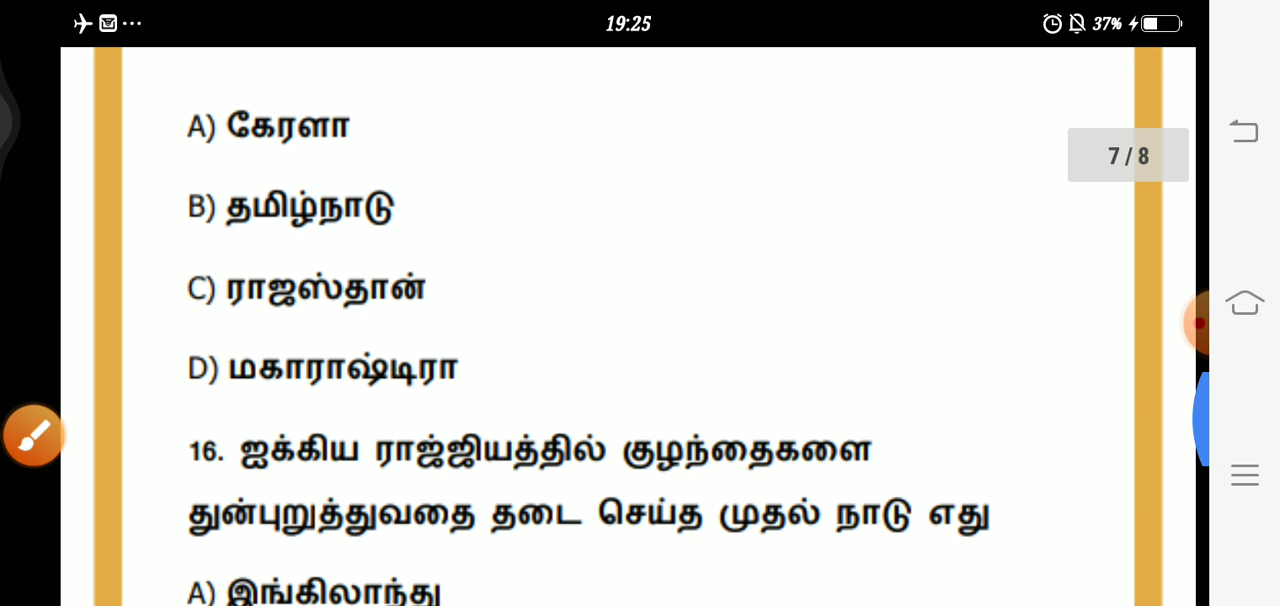 19:25
37%
A) கேரளா
7 / 8
B) தமிழ்நாடு
C) ராஜஸ்தான்
D) மகாராஷ்டிரா
16. ஐக்கிய ராஜ்ஜியத்தில் குழந்தைகளை
துன்புறுத்துவதை தடை செய்த முதல் நாடு எது
A) இங்கிலாந்து